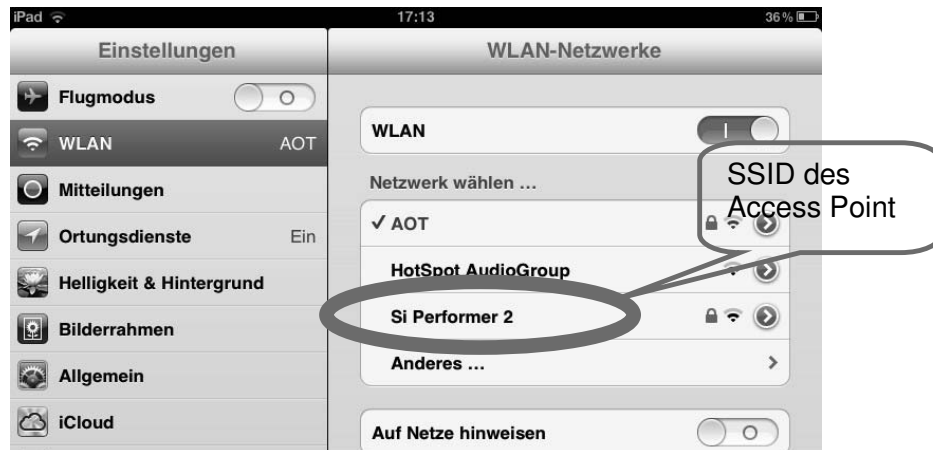 iPad 17:13 36%
Einstellungen
WLAN-Netzwerke
Flugmodus
WLAN AOT
Mitteilungen
Ortungsdienste Ein
Helligkeit & Hintergrund
Bilderrahmen
Allgemein
iCloud
WLAN
Netzwerk wählen ...
AOT
HotSpot AudioGroup
Si Performer 2
Anderes ...
Auf Netze hinweisen
SSID des
Access Point